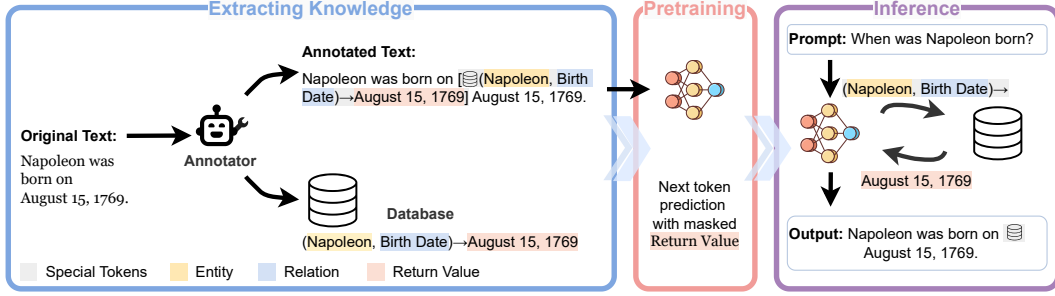 Extracting Knowledge
Original Text:
Napoleon was
born on
August 15, 1769.
Annotator
Annotated Text:
Napoleon was born on [(Napoleon, Birth
Date)→August 15, 1769] August 15, 1769.
Database
(Napoleon, Birth Date)→August 15, 1769
Special Tokens
Entity
Relation
Return Value
Pretraining
Next token
prediction
with masked
Return Value
Inference
Prompt: When was Napoleon born?
(Napoleon, Birth Date)→
August 15, 1769
Output: Napoleon was born on
August 15, 1769.